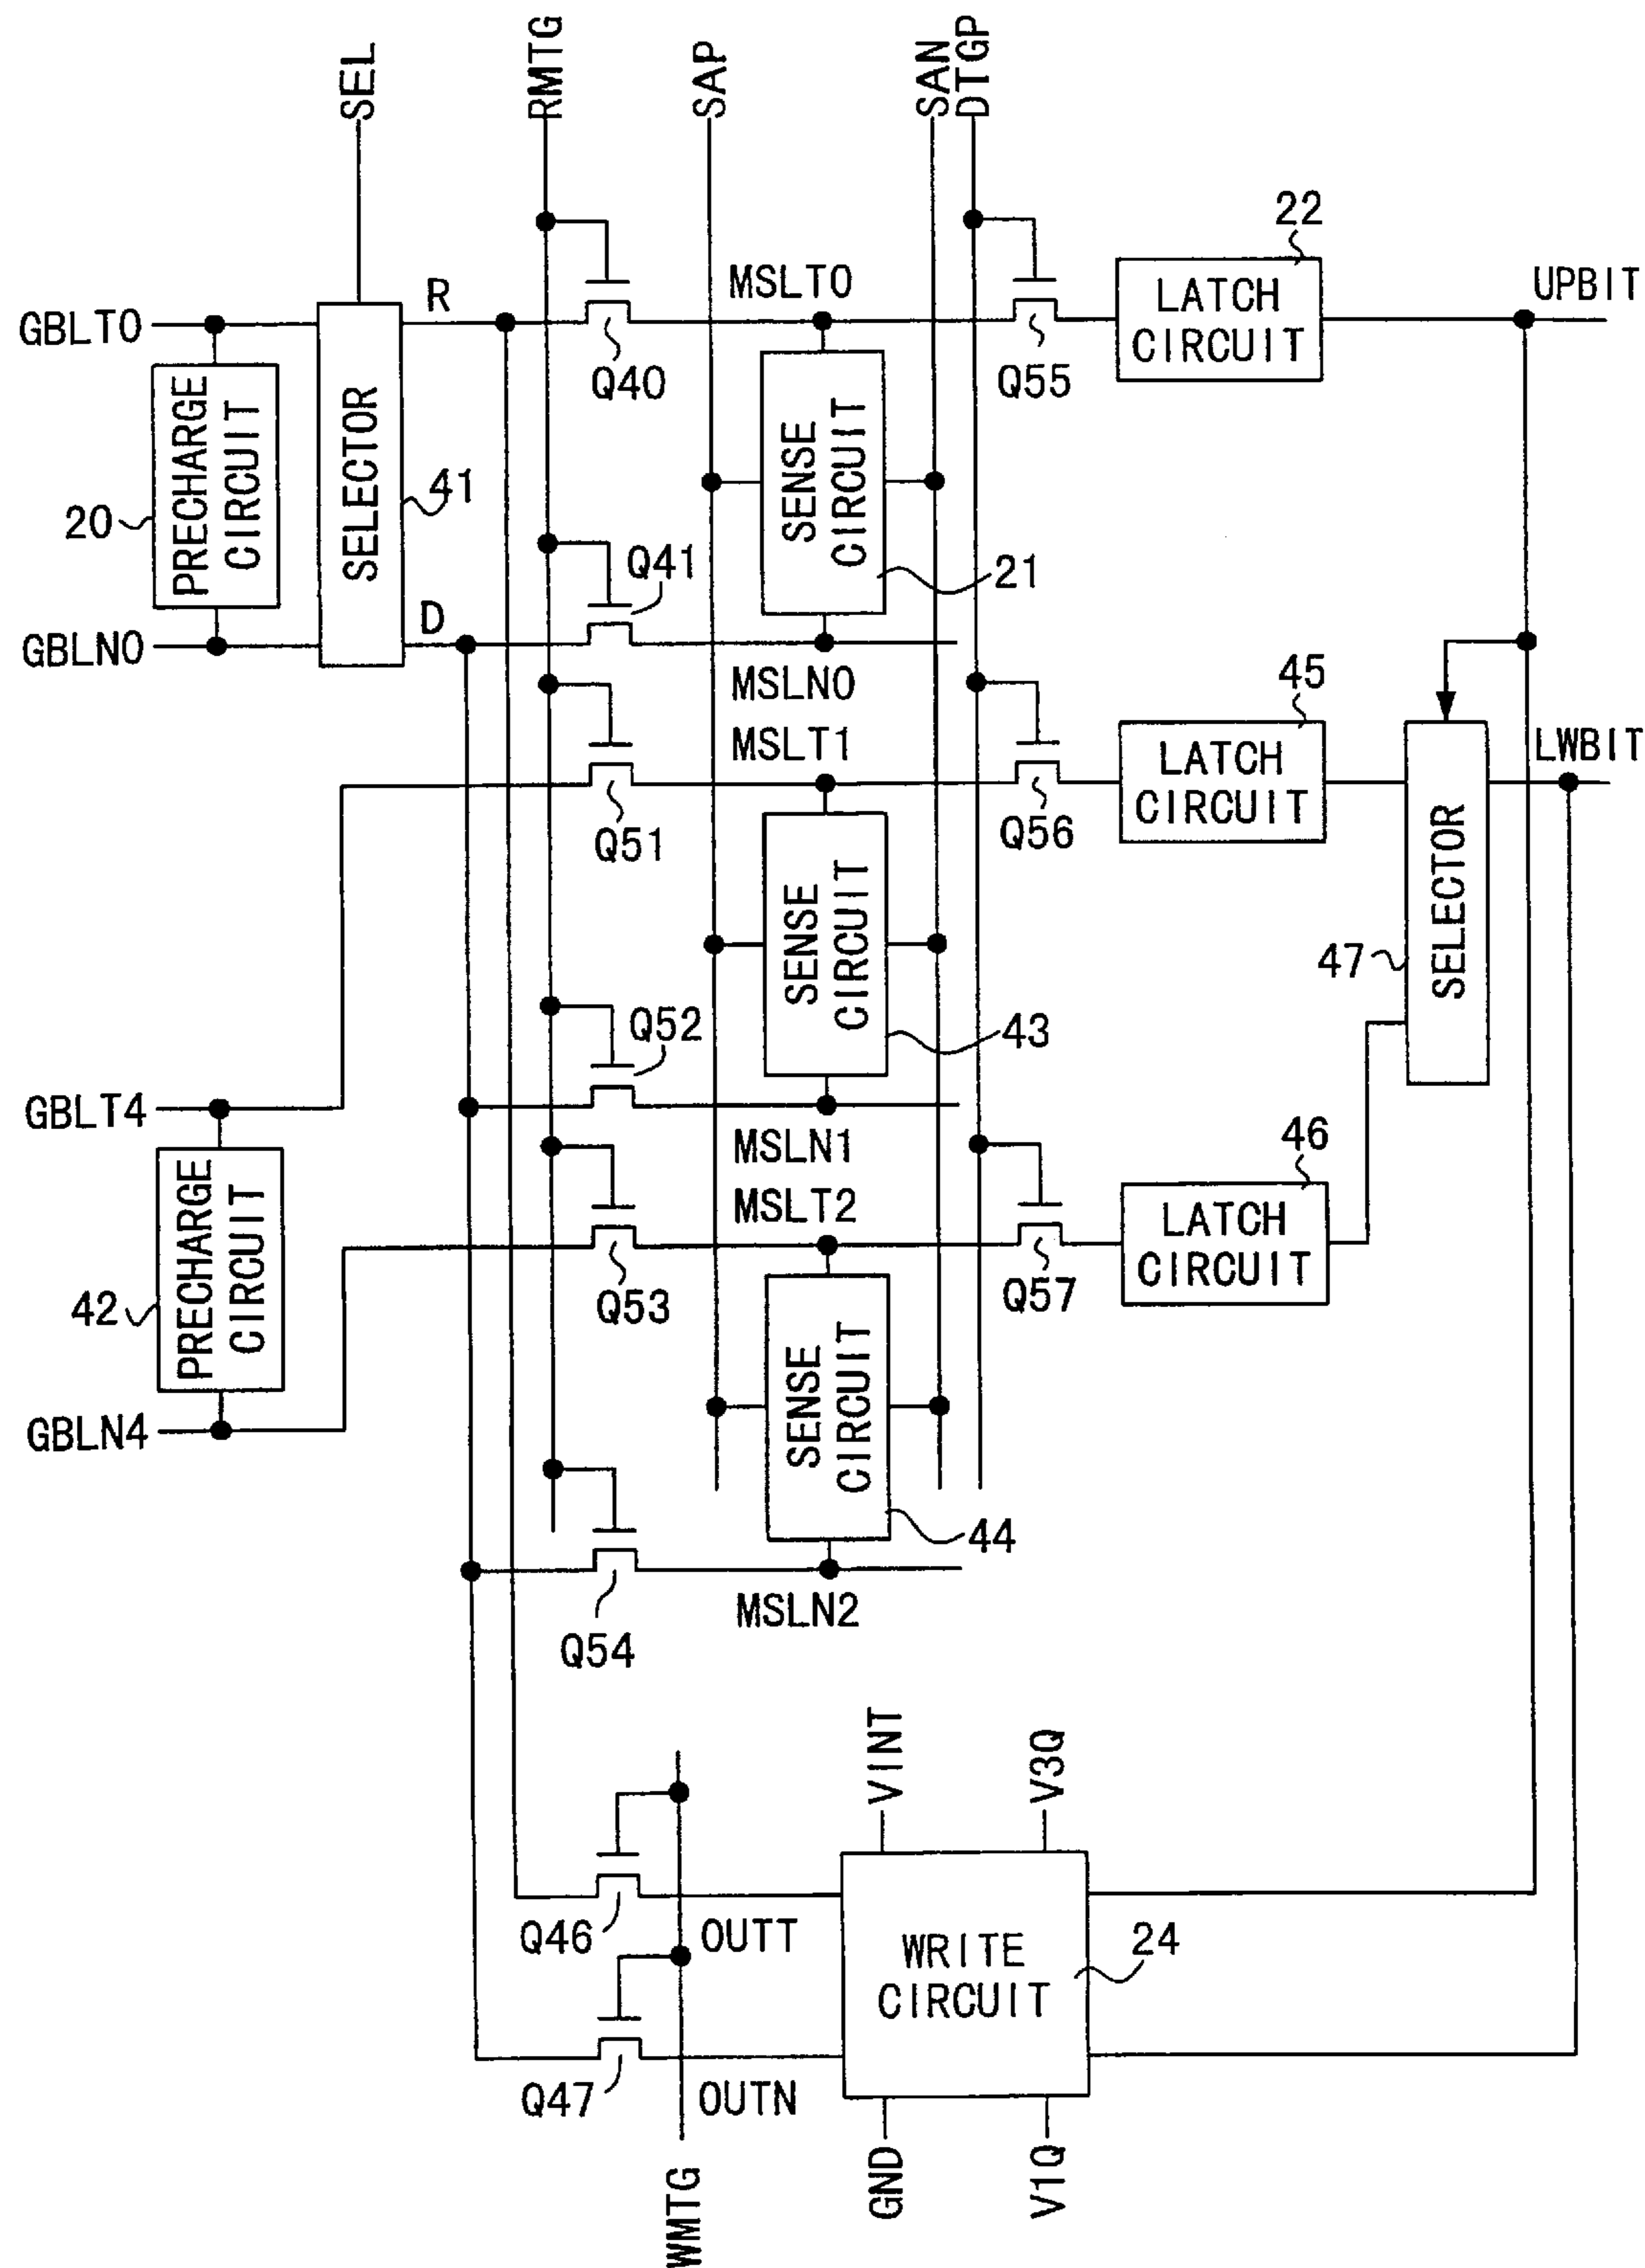 SEL
RMTG
SAP
SAN
DTGP
22
GBLT0
R
MSLT0
LATCH
CIRCUIT
UPBIT
Q40
Q55
PRECHARGE
CIRCUIT
20
SELECTOR
41
SENSE
CIRCUIT
21
Q41
GBLN0
D
MSLN0
45
MSLT1
LATCH
CIRCUIT
LWBIT
Q51
Q56
SENSE
CIRCUIT
43
SELECTOR
47
Q52
GBLT4
MSLN1
46
MSLT2
LATCH
CIRCUIT
PRECHARGE
CIRCUIT
42
Q53
Q57
SENSE
CIRCUIT
44
GBLN4
MSLN2
Q54
VINT
V3Q
Q46
OUTT
WRITE
CIRCUIT
24
Q47
OUTN
WMTG
GND
V1Q